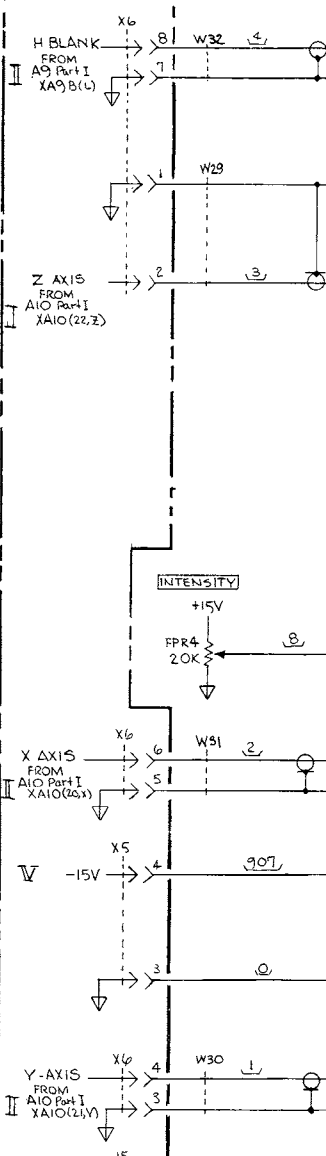 X6
H BLANK 8 W32 4
FROM
II A9 Part I 7
XA9B(6)
1 W29
Z AXIS 2 3
FROM
A10 Part I
XA10(22,Z)
INTENSITY
+15V
FPR4 8
20K
X6 W31
X AXIS 6 2
FROM
II A10 Part I 5
XA10(20,X)
X5
V -15V 4 907
3 0
X6 W30
Y-AXIS 4 1
FROM
II A10 Part I 3
XA10(21,Y)